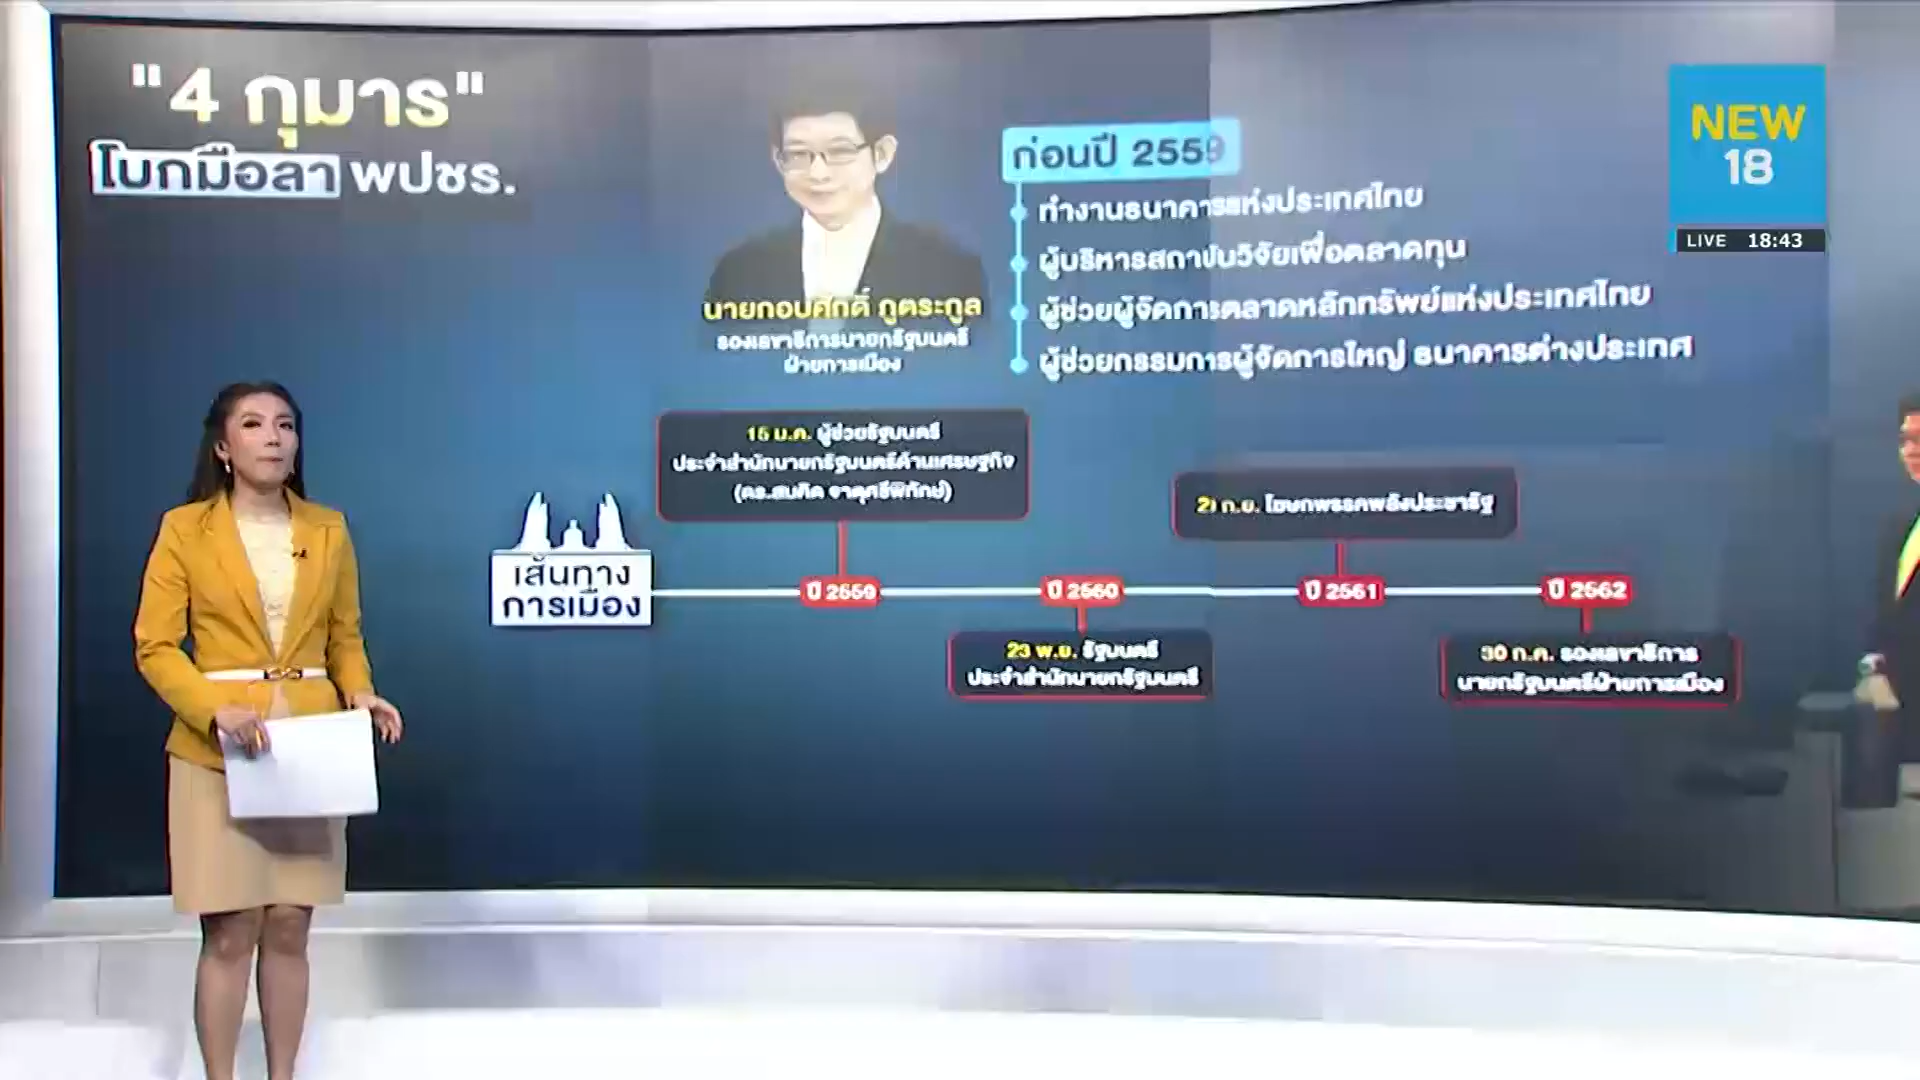 "4 กุมาร"
โบกมือลา พปชร.
นายกอบศักดิ์ ภูตระกูล
รองเลขาธิการนายกรัฐมนตรี
ฝ่ายการเมือง
ก่อนปี 2559
ทำงานธนาคารแห่งประเทศไทย
ผู้บริหารสถาบันวิจัยเพื่อตลาดทุน
ผู้ช่วยผู้จัดการตลาดหลักทรัพย์แห่งประเทศไทย
ผู้ช่วยกรรมการผู้จัดการใหญ่ ธนาคารต่างประเทศ
NEW
18
LIVE 18:43
เส้นทาง
การเมือง
15 ม.ค. ผู้ช่วยรัฐมนตรี
ประจำสำนักนายกรัฐมนตรีด้านเศรษฐกิจ
(ดร.สมคิด จาตุศรีพิทักษ์)
ปี 2559
ปี 2560
23 พ.ย. รัฐมนตรี
ประจำสำนักนายกรัฐมนตรี
21 ก.ย. โฆษกพรรคพลังประชารัฐ
ปี 2561
ปี 2562
30 ก.ค. รองเลขาธิการ
นายกรัฐมนตรีฝ่ายการเมือง